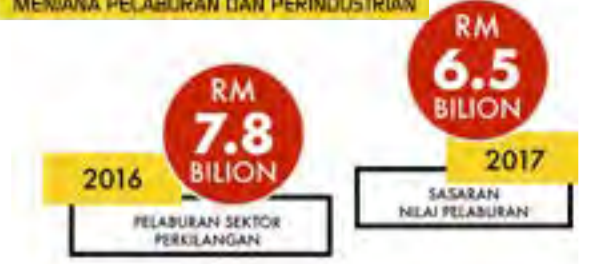 MENJANA PELABURAN DAN PERINDUSTRIAN
RM
7.8
BILION
2016
PELABURAN SEKTOR
PERKILANGAN
RM
6.5
BILION
2017
SASARAN
NILAI PELABURAN